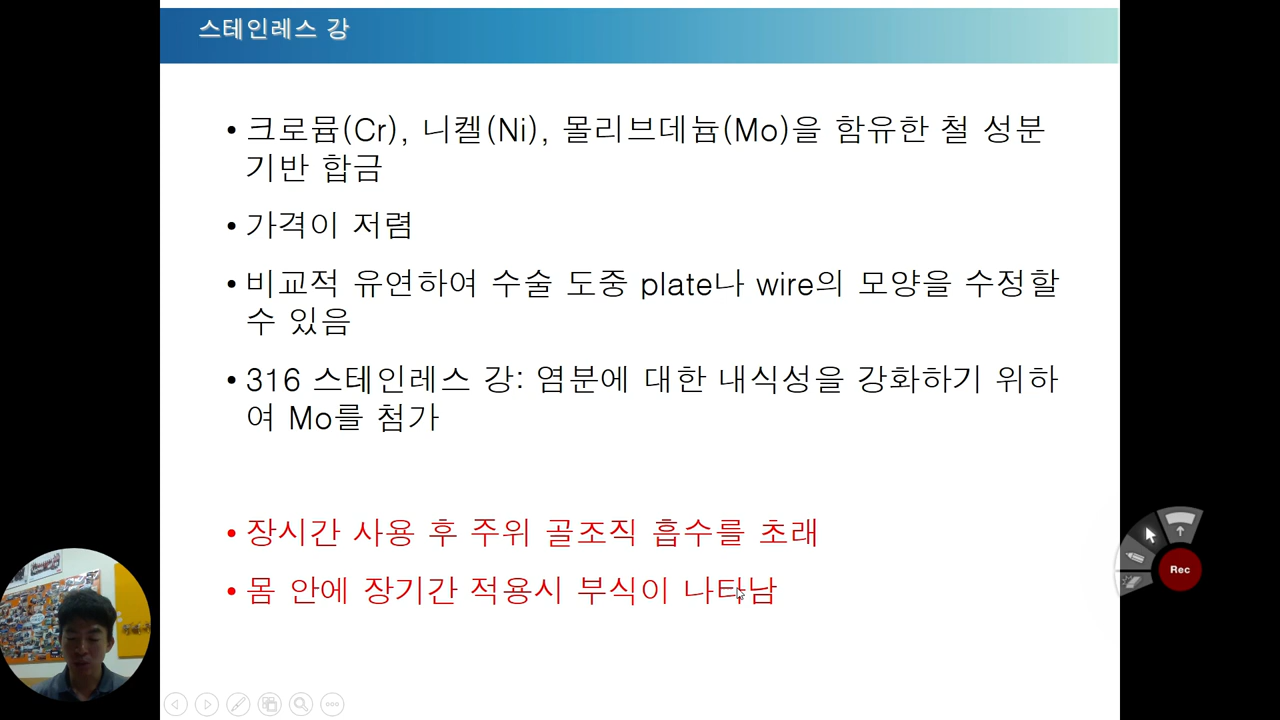 스테인레스 강
• 크로뮴(Cr), 니켈(Ni), 몰리브데늄(Mo)을 함유한 철 성분
기반 합금
• 가격이 저렴
• 비교적 유연하여 수술 도중 plate나 wire의 모양을 수정할
수 있음
• 316 스테인레스 강: 염분에 대한 내식성을 강화하기 위하
여 Mo를 첨가
• 장시간 사용 후 주위 골조직 흡수를 초래
• 몸 안에 장기간 적용시 부식이 나타남
Rec